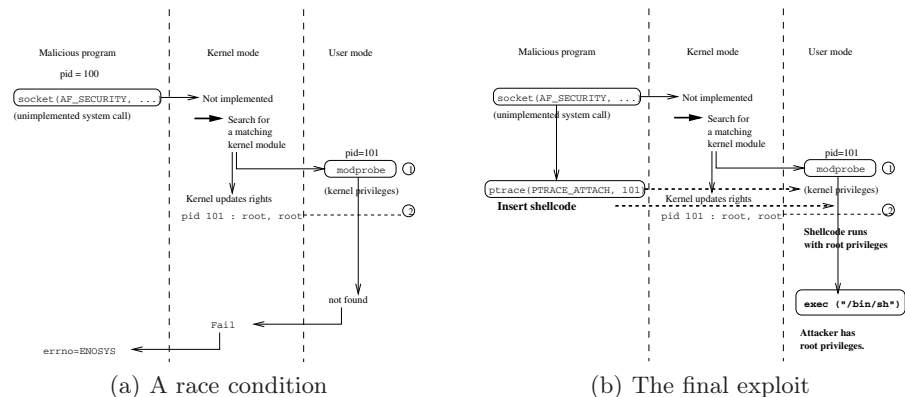 Malicious program
Kernel mode
User mode
pid = 100
socket(AF_SECURITY, ...)
Not implemented
(unimplemented system call)
Search for
a matching
kernel module
pid=101
modprobe
1
(kernel privileges)
Kernel updates rights
pid 101 : root, root
2
not found
Fail
errno=ENOSYS
(a) A race condition
Malicious program
Kernel mode
User mode
socket(AF_SECURITY, ...)
Not implemented
(unimplemented system call)
Search for
a matching
kernel module
pid=101
modprobe
1
ptrace(PTRACE_ATTACH, 101)
(kernel privileges)
Insert shellcode
Kernel updates rights
pid 101 : root, root
2
Shellcode runs
with root privileges
exec ("/bin/sh")
Attacker has
root privileges.
(b) The final exploit